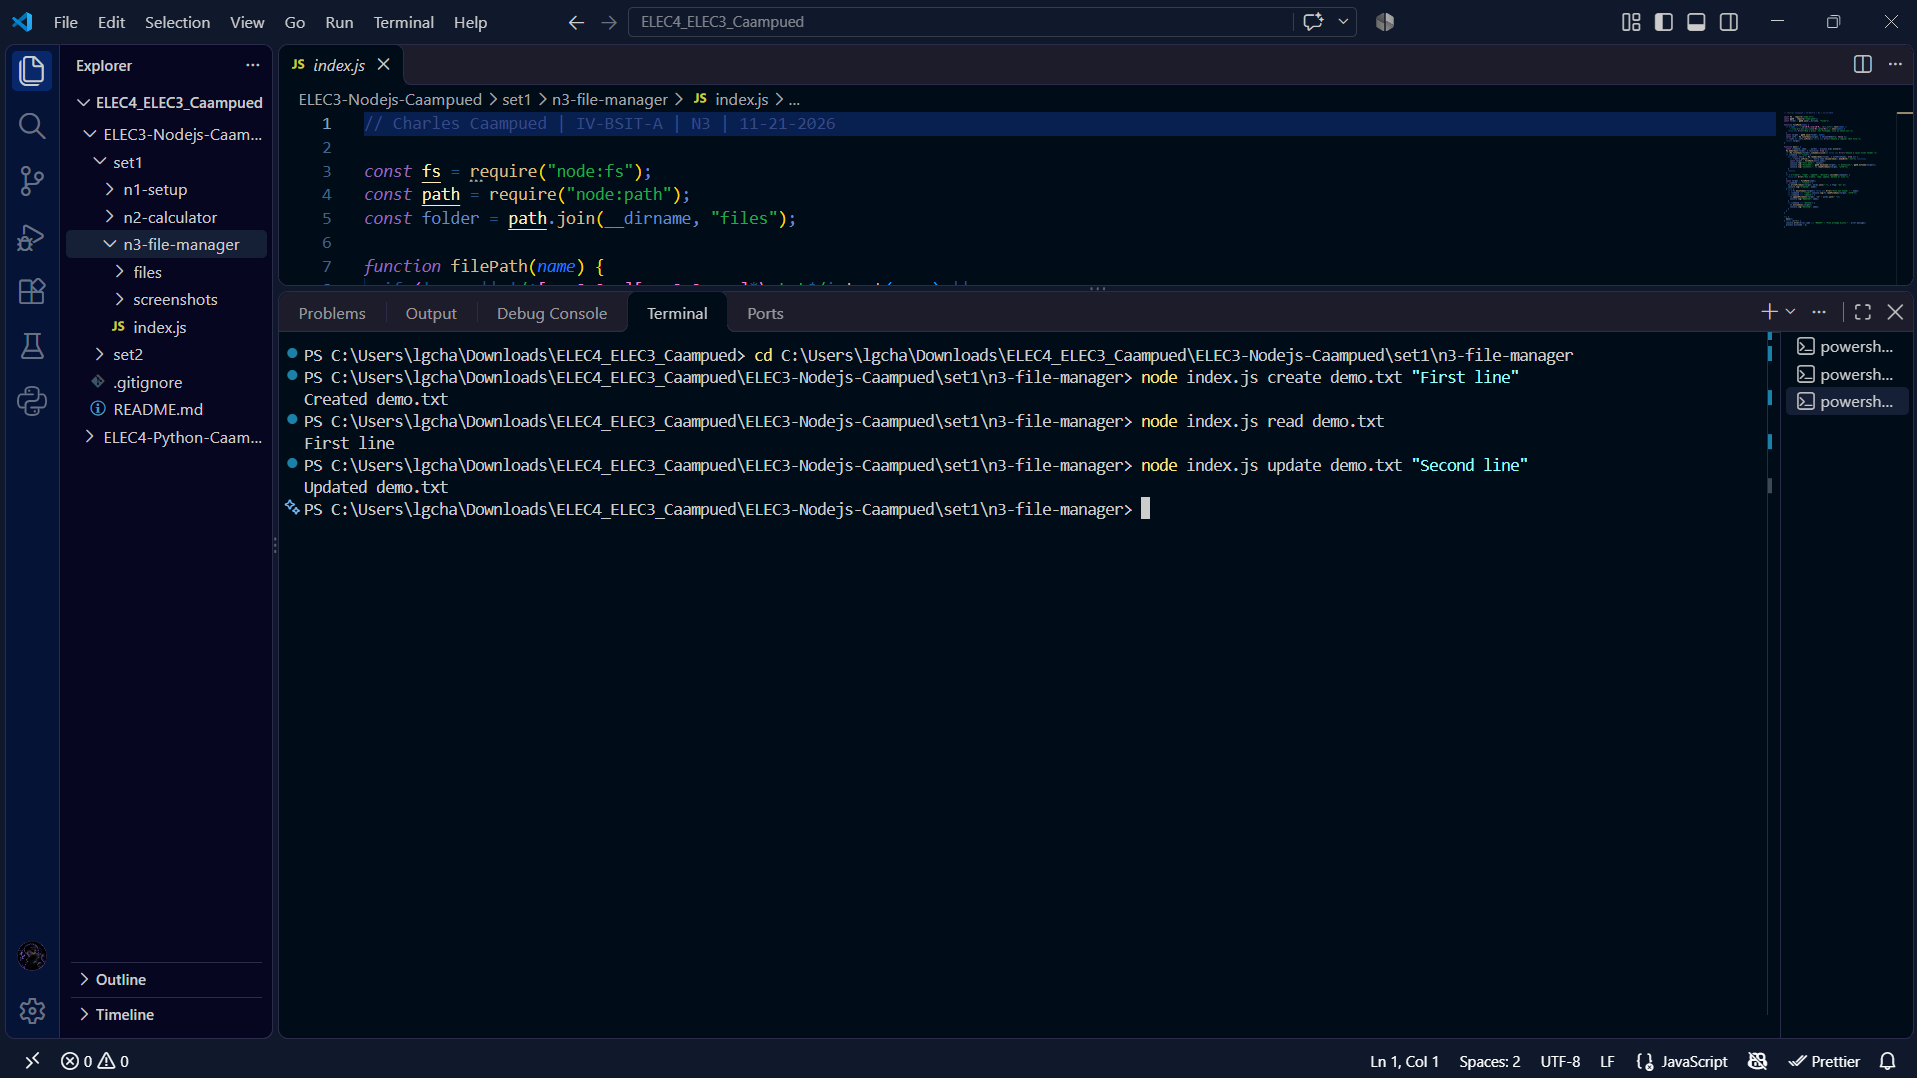 File Edit Selection View Go Run Terminal Help
ELEC4_ELEC3_Caampued
Explorer
ELEC4_ELEC3_Caampued
ELEC3-Nodejs-Caam...
set1
n1-setup
n2-calculator
n3-file-manager
files
screenshots
JS index.js
set2
.gitignore
README.md
ELEC4-Python-Caam...
Outline
Timeline
JS index.js
ELEC3-Nodejs-Caampued > set1 > n3-file-manager > JS index.js > ...
1 // Charles Caampued | IV-BSIT-A | N3 | 11-21-2026
2
3 const fs = require("node:fs");
4 const path = require("node:path");
5 const folder = path.join(__dirname, "files");
6
7 function filePath(name) {
Problems Output Debug Console Terminal Ports
PS C:\Users\lgcha\Downloads\ELEC4_ELEC3_Caampued> cd C:\Users\lgcha\Downloads\ELEC4_ELEC3_Caampued\ELEC3-Nodejs-Caampued\set1\n3-file-manager
PS C:\Users\lgcha\Downloads\ELEC4_ELEC3_Caampued\ELEC3-Nodejs-Caampued\set1\n3-file-manager> node index.js create demo.txt "First line"
Created demo.txt
PS C:\Users\lgcha\Downloads\ELEC4_ELEC3_Caampued\ELEC3-Nodejs-Caampued\set1\n3-file-manager> node index.js read demo.txt
First line
PS C:\Users\lgcha\Downloads\ELEC4_ELEC3_Caampued\ELEC3-Nodejs-Caampued\set1\n3-file-manager> node index.js update demo.txt "Second line"
Updated demo.txt
PS C:\Users\lgcha\Downloads\ELEC4_ELEC3_Caampued\ELEC3-Nodejs-Caampued\set1\n3-file-manager>
powersh...
powersh...
powersh...
0 0
Ln 1, Col 1 Spaces: 2 UTF-8 LF {} JavaScript Prettier